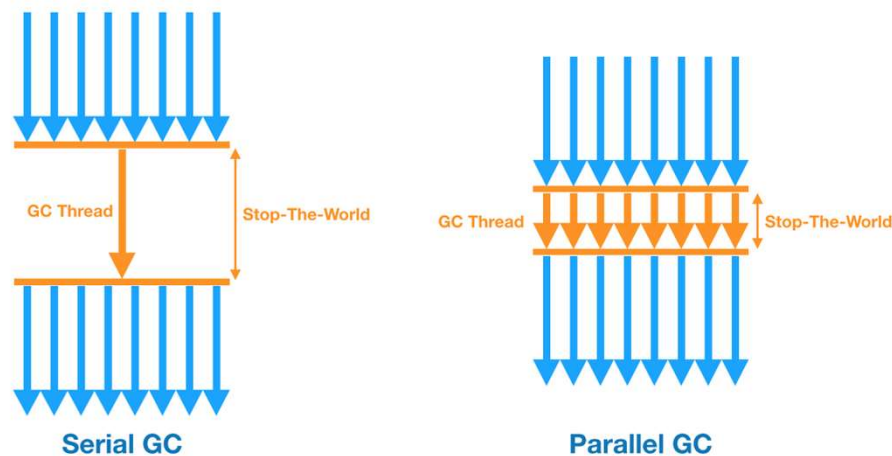 GC Thread
Stop-The-World
Serial GC
GC Thread
Stop-The-World
Parallel GC